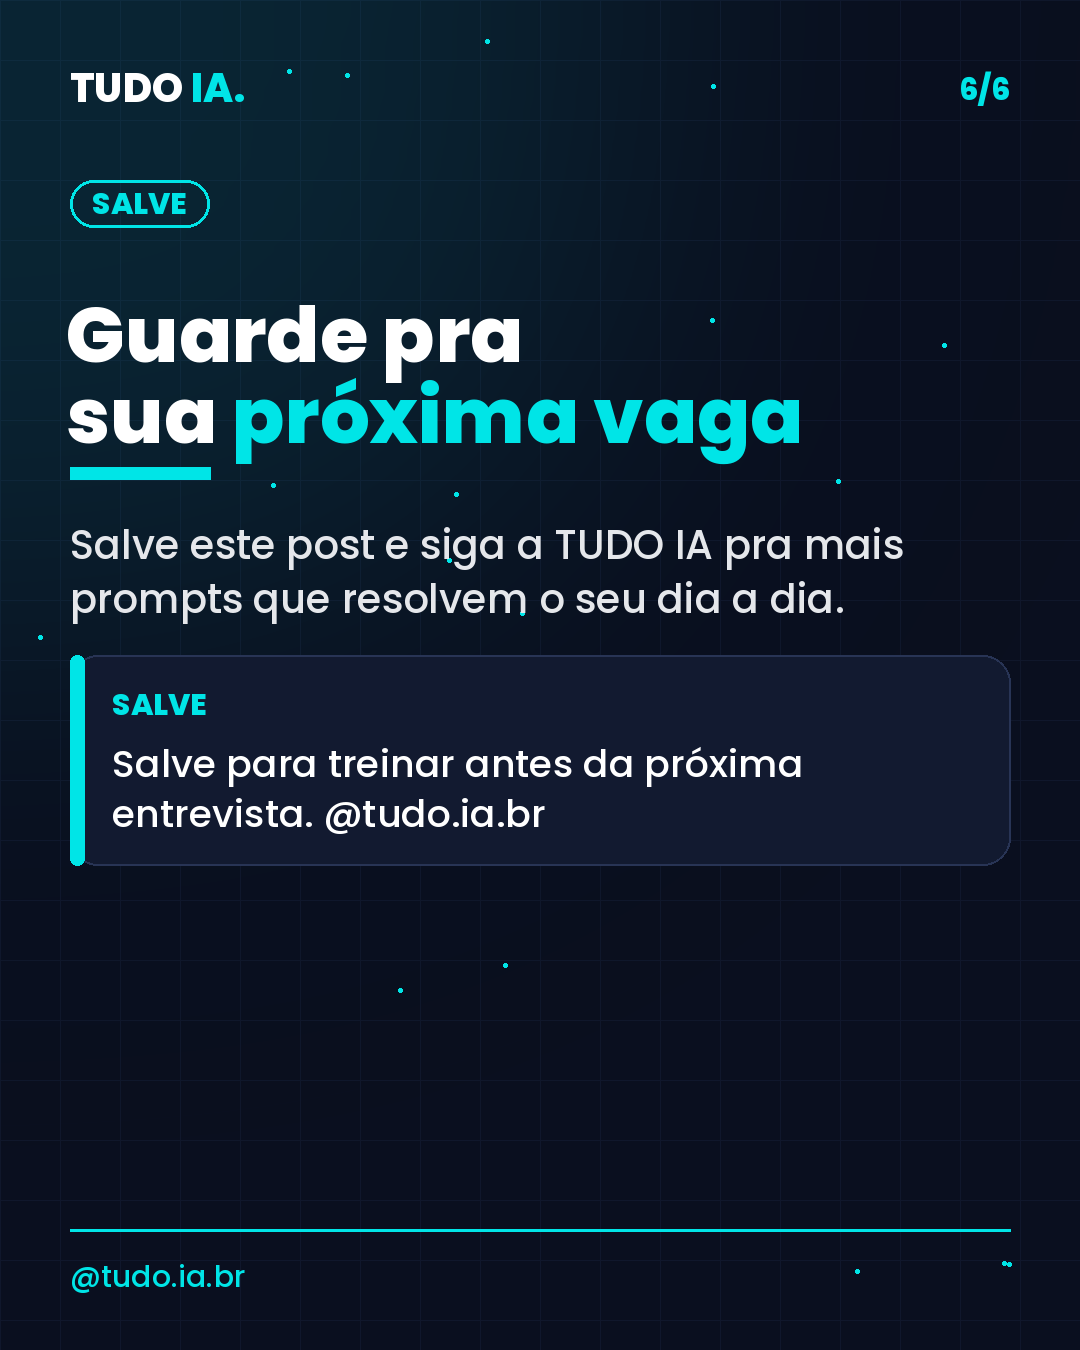 TUDO IA.
6/6
SALVE
Guarde pra
sua próxima vaga
Salve este post e siga a TUDO IA pra mais
prompts que resolvem o seu dia a dia.
SALVE
Salve para treinar antes da próxima
entrevista. @tudo.ia.br
@tudo.ia.br